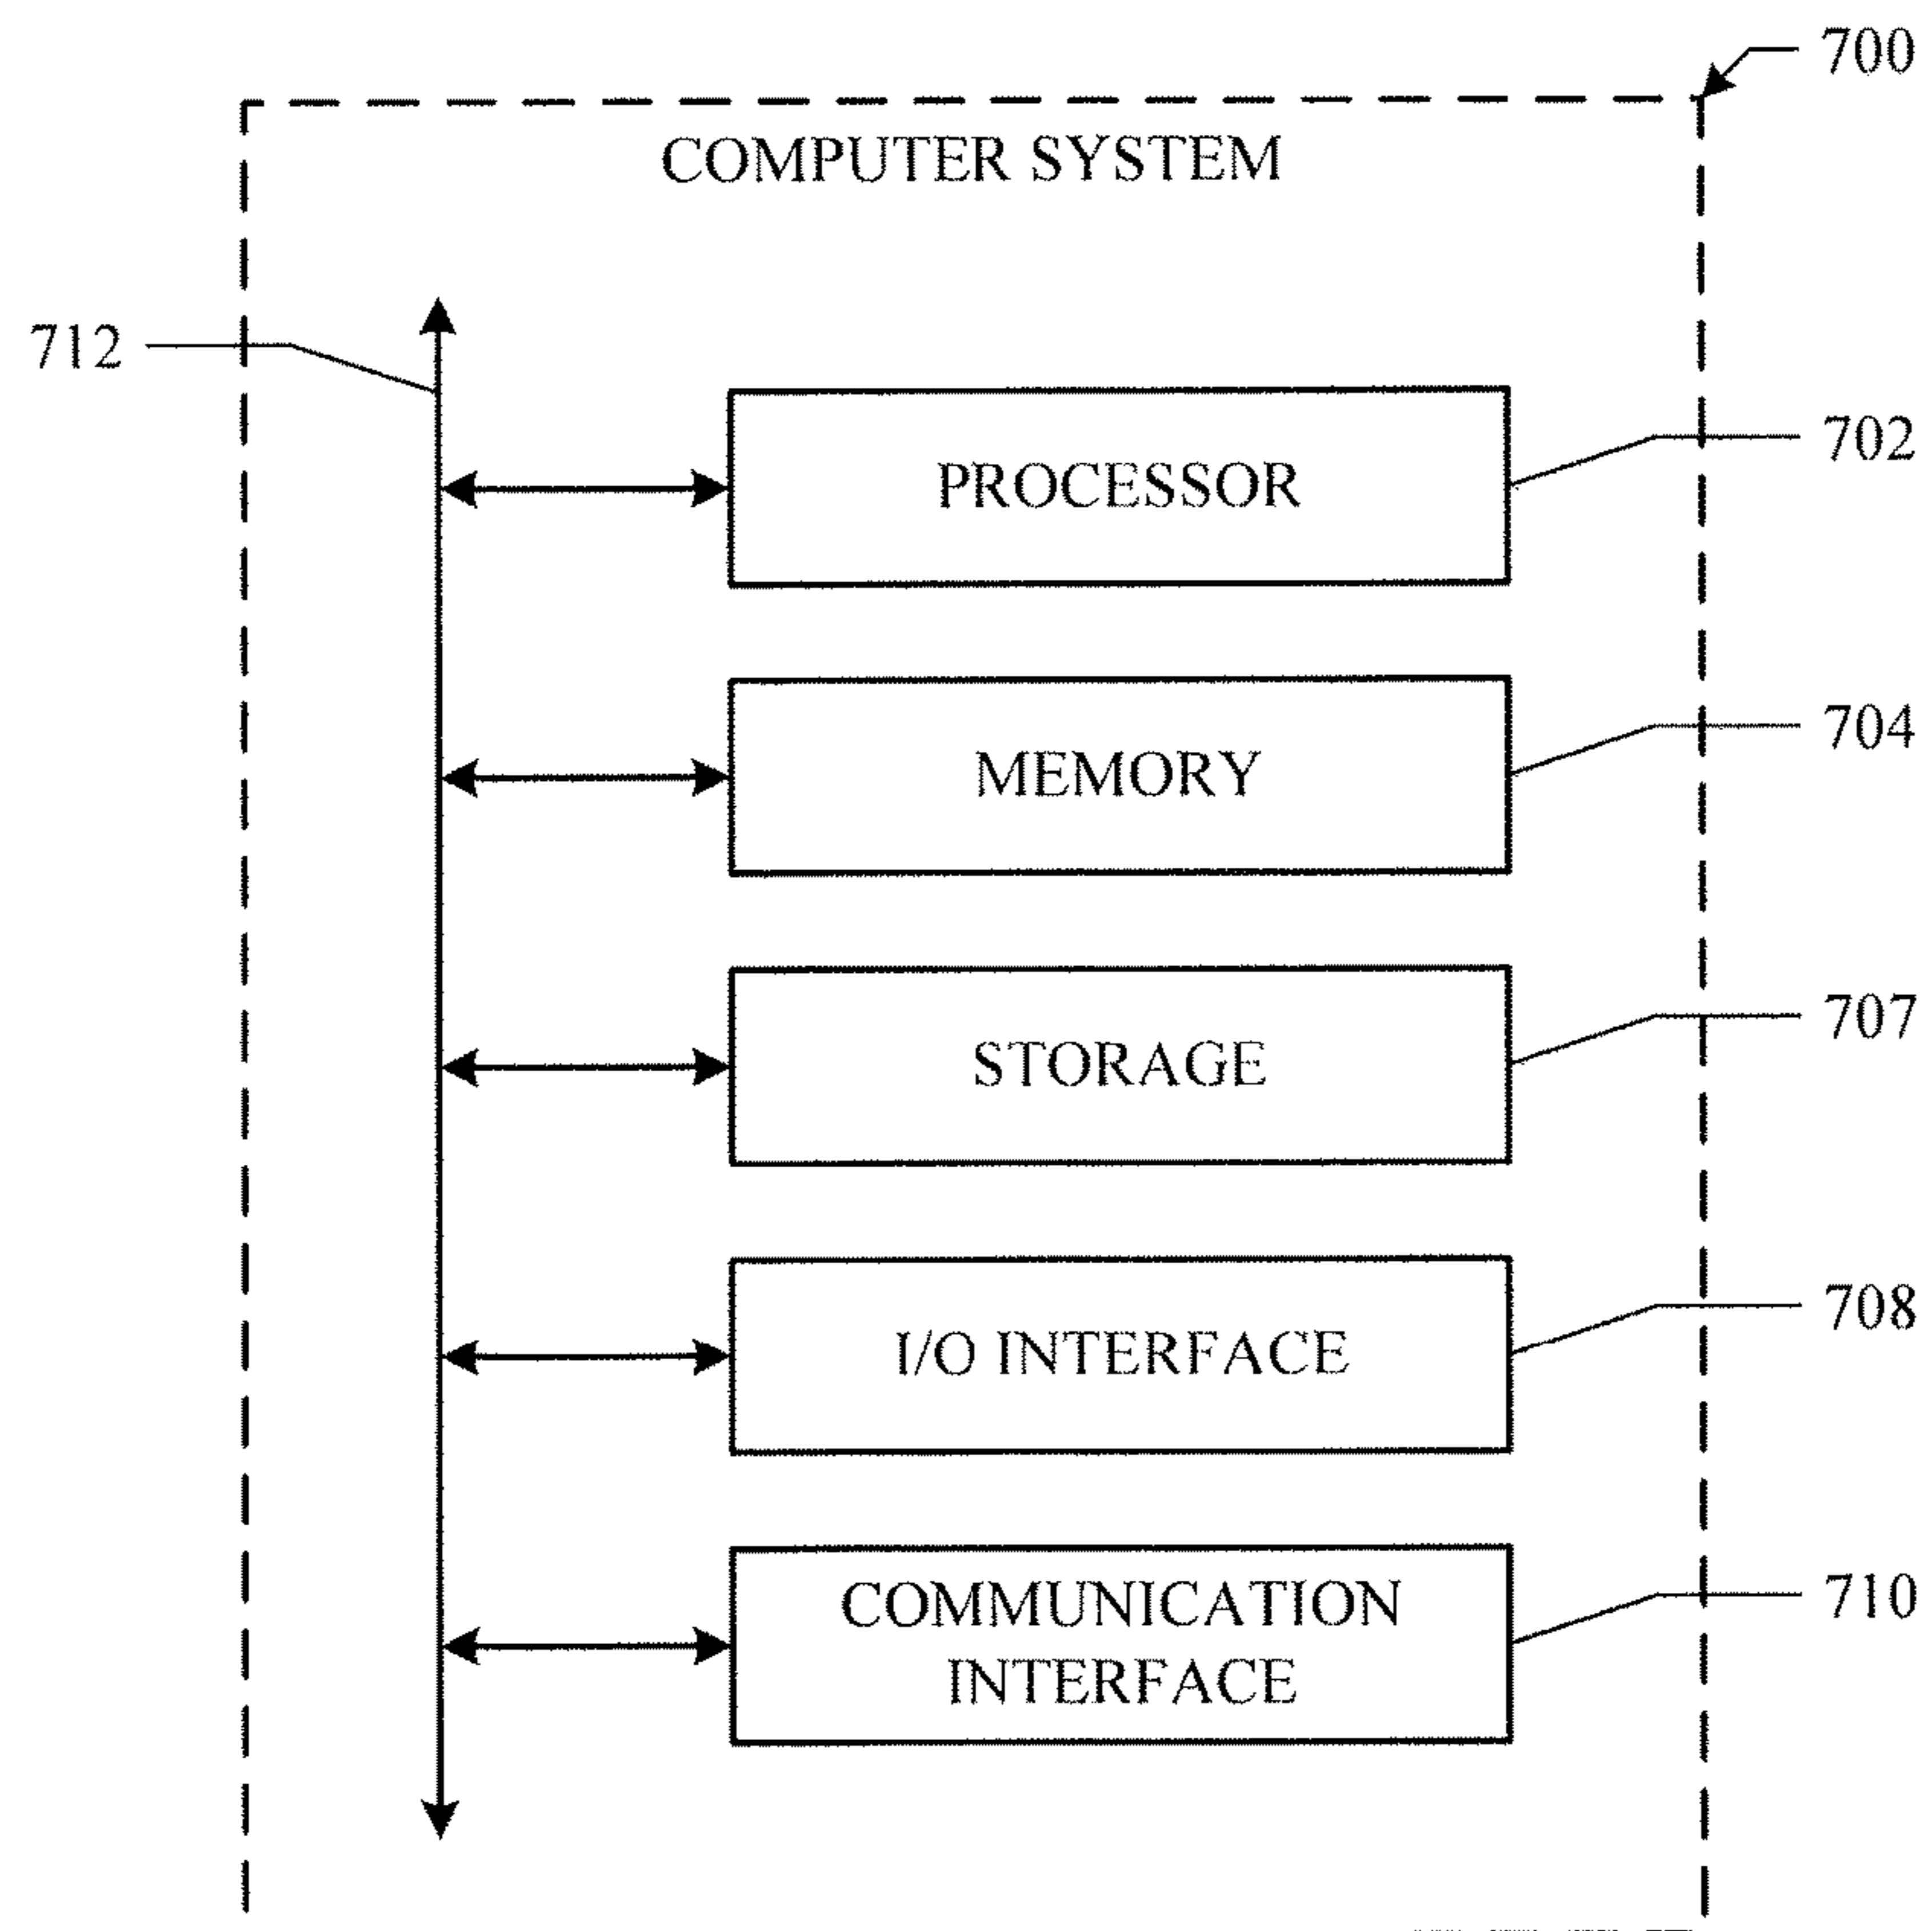 700
COMPUTER SYSTEM
712
PROCESSOR
702
MEMORY
704
STORAGE
707
I/O INTERFACE
708
COMMUNICATION
INTERFACE
710